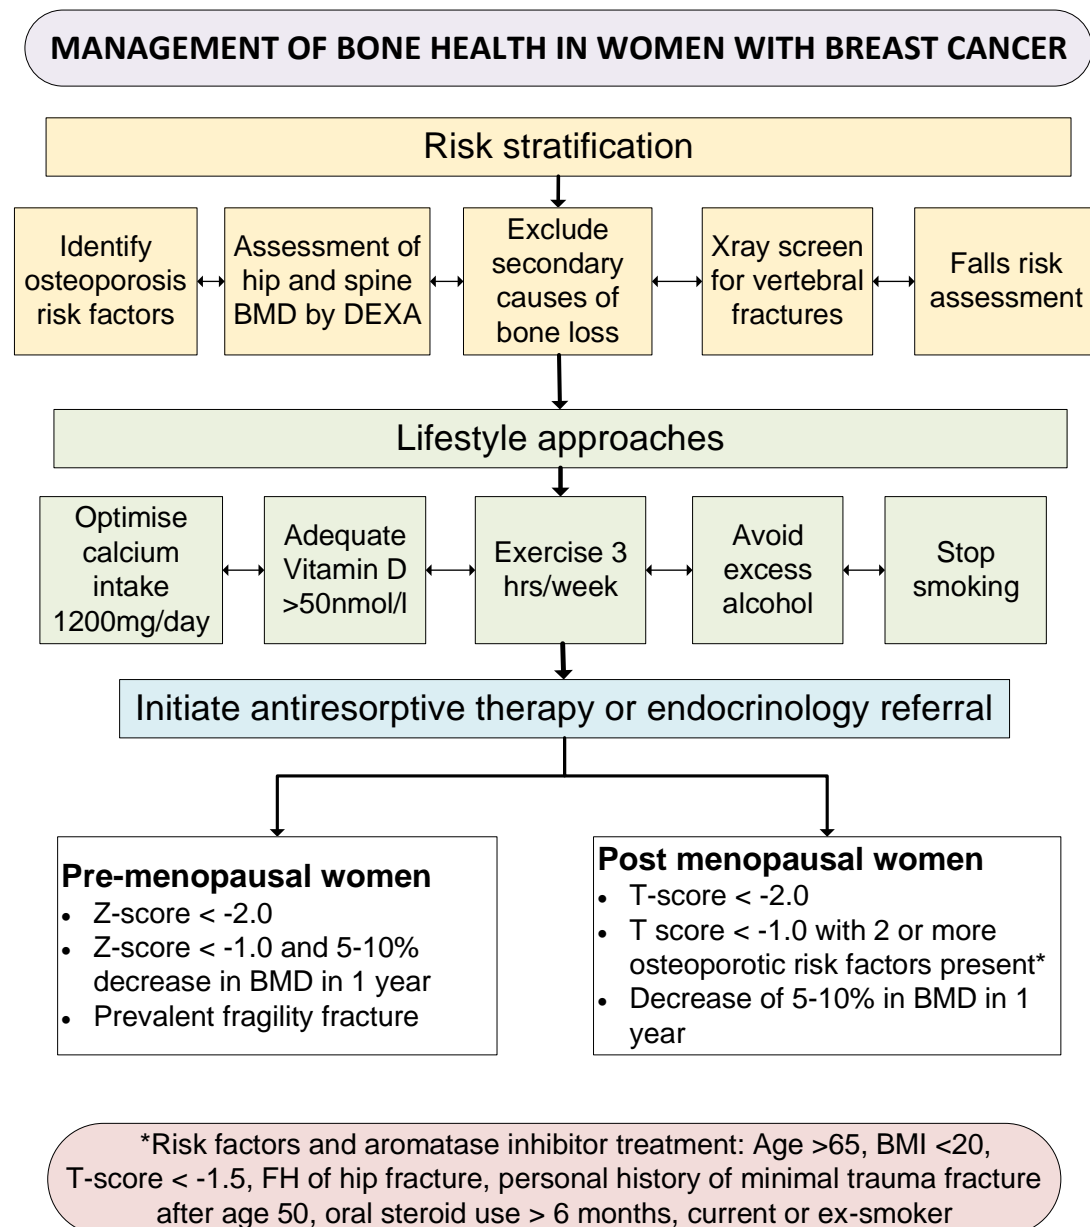 MANAGEMENT OF BONE HEALTH IN WOMEN WITH BREAST CANCER
Risk stratification
Identify
osteoporosis
risk factors
Assessment of
hip and spine
BMD by DEXA
Exclude
secondary
causes of
bone loss
Xray screen
for vertebral
fractures
Falls risk
assessment
Lifestyle approaches
Optimise
calcium
intake
1200mg/day
Adequate
Vitamin D
>50nmol/l
Exercise 3
hrs/week
Avoid
excess
alcohol
Stop
smoking
Initiate antiresorptive therapy or endocrinology referral
Pre-menopausal women
• Z-score < -2.0
• Z-score < -1.0 and 5-10%
decrease in BMD in 1 year
• Prevalent fragility fracture
Post menopausal women
• T-score < -2.0
• T score < -1.0 with 2 or more
osteoporotic risk factors present*
• Decrease of 5-10% in BMD in 1
year
*Risk factors and aromatase inhibitor treatment: Age >65, BMI <20,
T-score < -1.5, FH of hip fracture, personal history of minimal trauma fracture
after age 50, oral steroid use > 6 months, current or ex-smoker